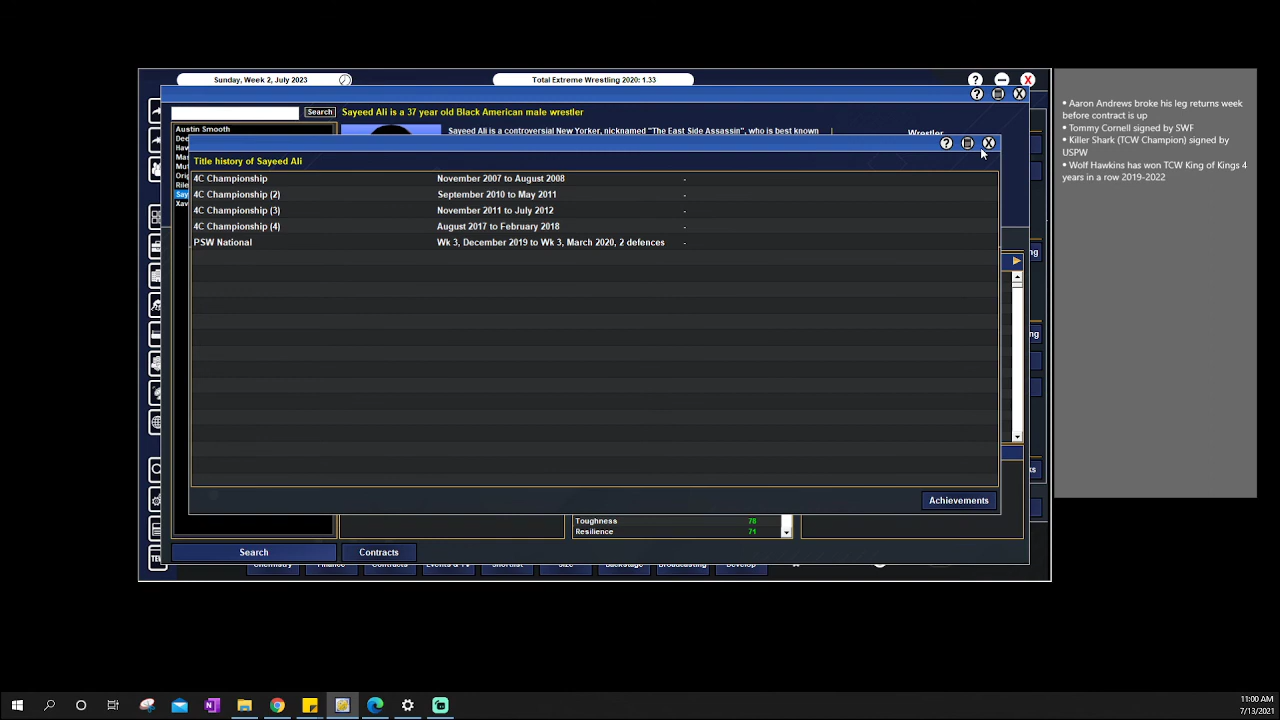 Sunday, Week 2, July 2023
Total Extreme Wrestling 2020: 1.33
Search
Sayeed Ali is a 37 year old Black American male wrestler
Austin Smooth
Sayeed Ali is a controversial New Yorker, nicknamed "The East Side Assassin", who is best known
Title history of Sayeed Ali
4C Championship November 2007 to August 2008 -
4C Championship (2) September 2010 to May 2011 -
4C Championship (3) November 2011 to July 2012 -
4C Championship (4) August 2017 to February 2018 -
PSW National Wk 3, December 2019 to Wk 3, March 2020, 2 defences -
Achievements
Toughness 78
Resilience 71
Search
Contracts
• Aaron Andrews broke his leg returns week
before contract is up
• Tommy Cornell signed by SWF
• Killer Shark (TCW Champion) signed by
USPW
• Wolf Hawkins has won TCW King of Kings 4
years in a row 2019-2022
11:00 AM
7/13/2021